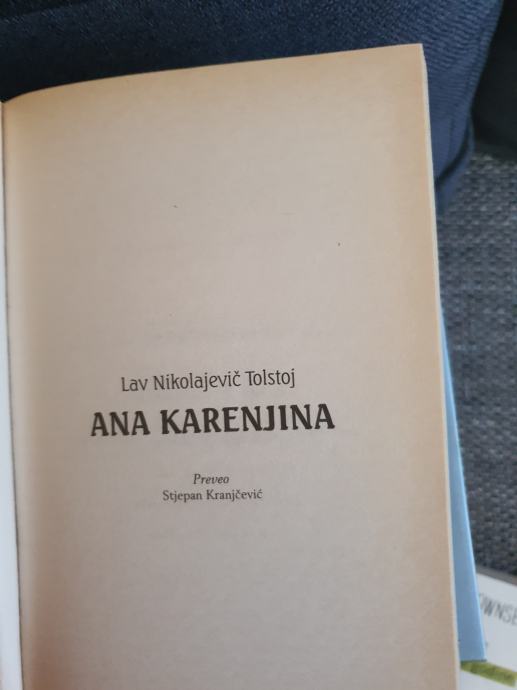 Lav Nikolajevič Tolstoj
ANA KARENJINA
Preveo
Stjepan Kranjčević